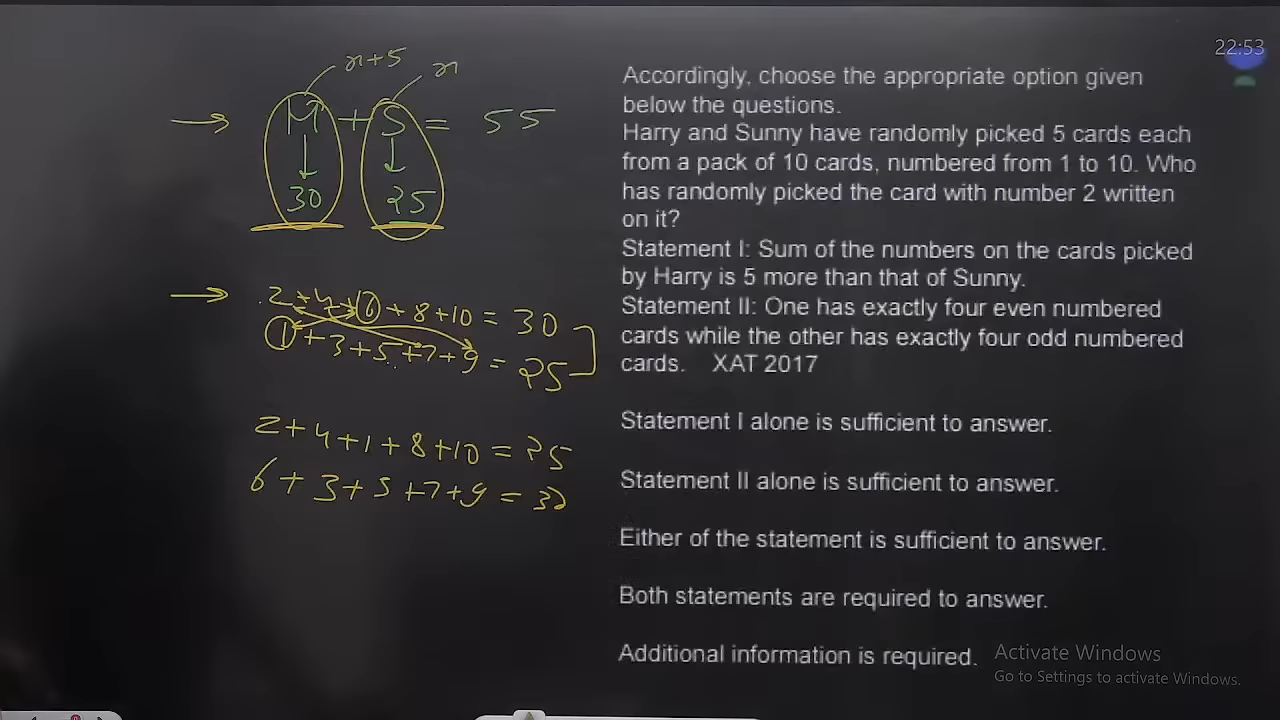 22:53
x+5 x
→ H + S = 55
30 25
→ 2+4+6+8+10 = 30
1+3+5+7+9 = 25
2+4+1+8+10 = 25
6+3+5+7+9 = 30
Accordingly, choose the appropriate option given
below the questions.
Harry and Sunny have randomly picked 5 cards each
from a pack of 10 cards, numbered from 1 to 10. Who
has randomly picked the card with number 2 written
on it?
Statement I: Sum of the numbers on the cards picked
by Harry is 5 more than that of Sunny.
Statement II: One has exactly four even numbered
cards while the other has exactly four odd numbered
cards. XAT 2017
Statement I alone is sufficient to answer.
Statement II alone is sufficient to answer.
Either of the statement is sufficient to answer.
Both statements are required to answer.
Additional information is required.
Activate Windows
Go to Settings to activate Windows.